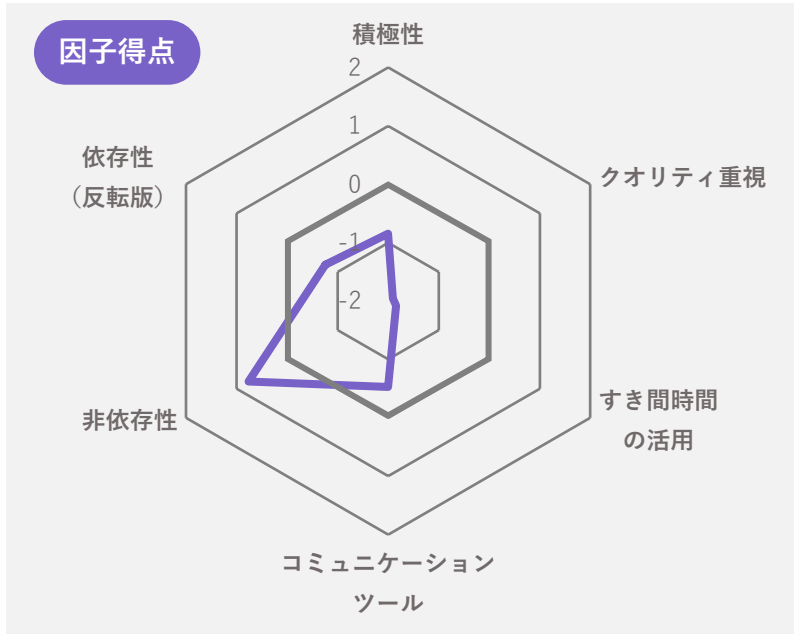 因子得点
積極性
2
1
0
-1
-2
クオリティ重視
すき間時間
の活用
コミュニケーション
ツール
非依存性
依存性
（反転版）